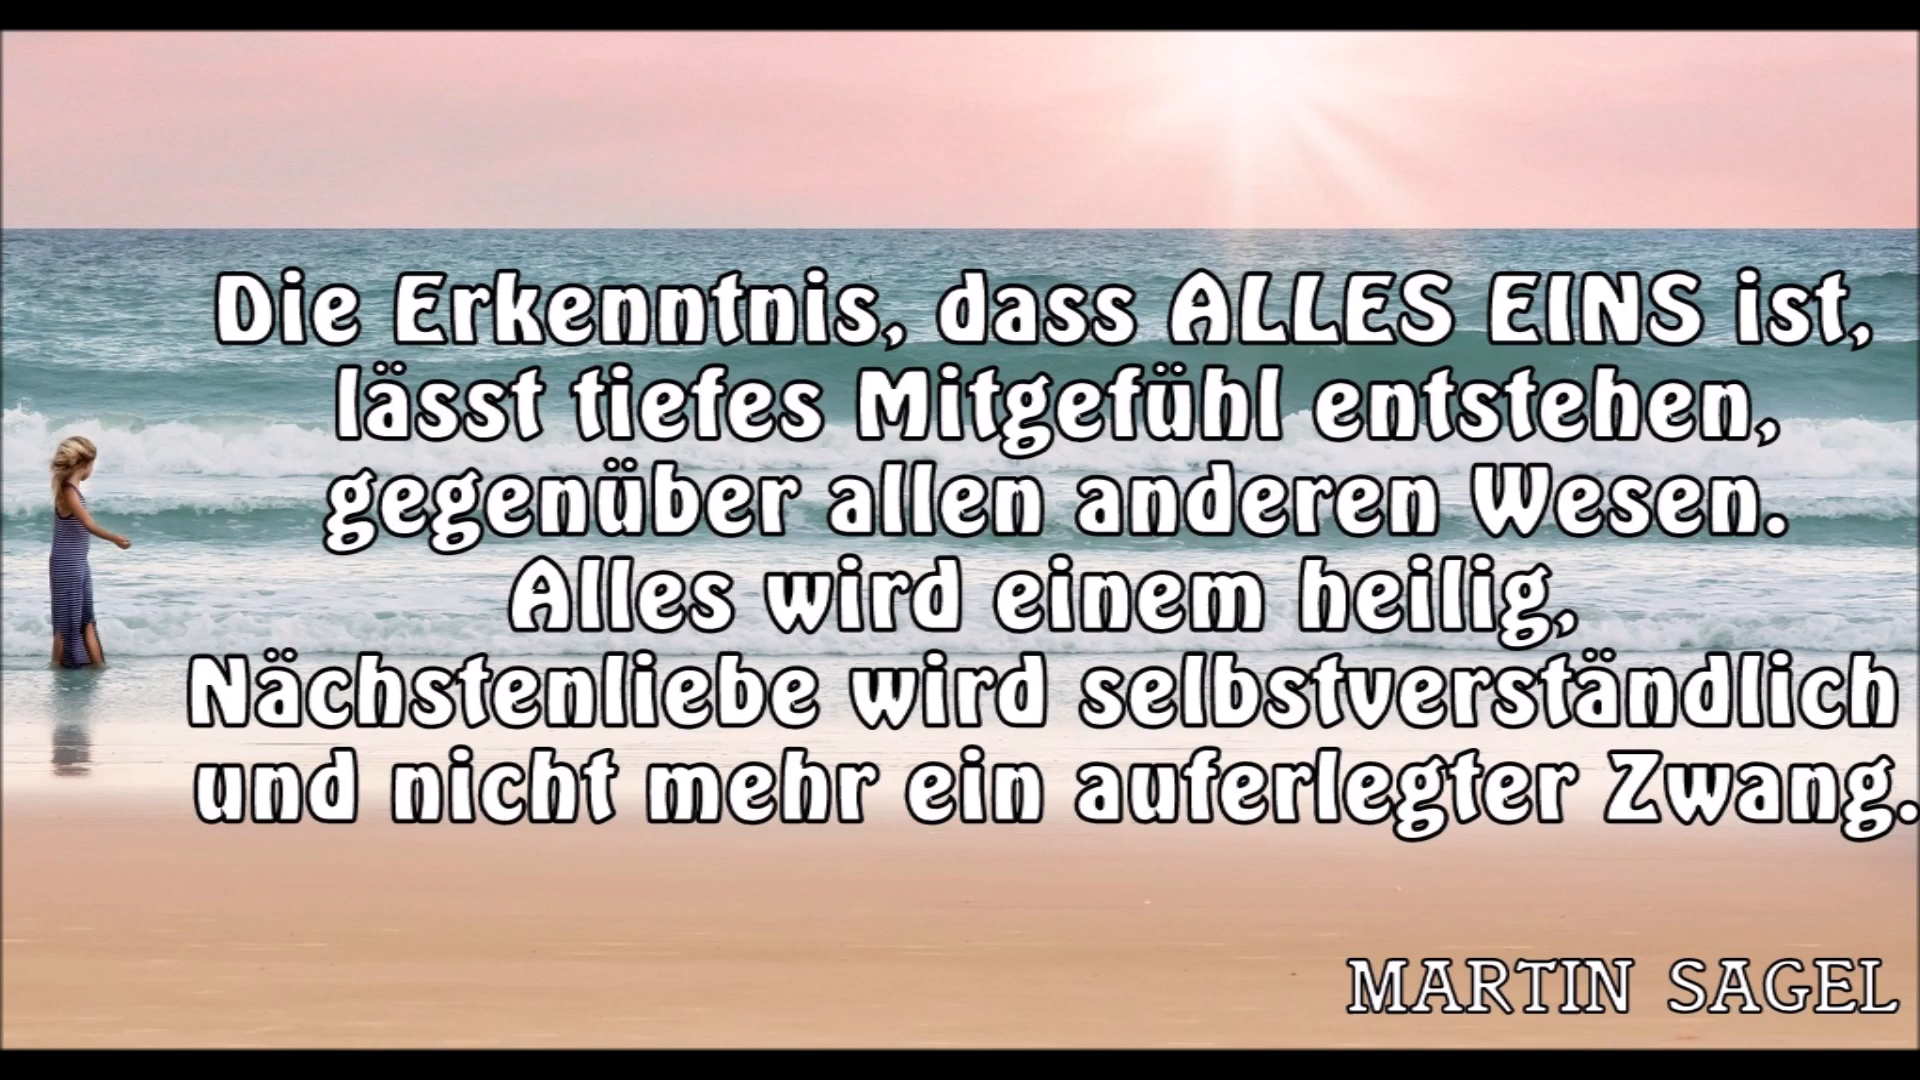 Die Erkenntnis, dass ALLES EINS ist,
lässt tiefes Mitgefühl entstehen,
gegenüber allen anderen Wesen.
Alles wird einem heilig,
Nächstenliebe wird selbstverständlich
und nicht mehr ein auferlegter Zwang.
MARTIN SAGEL